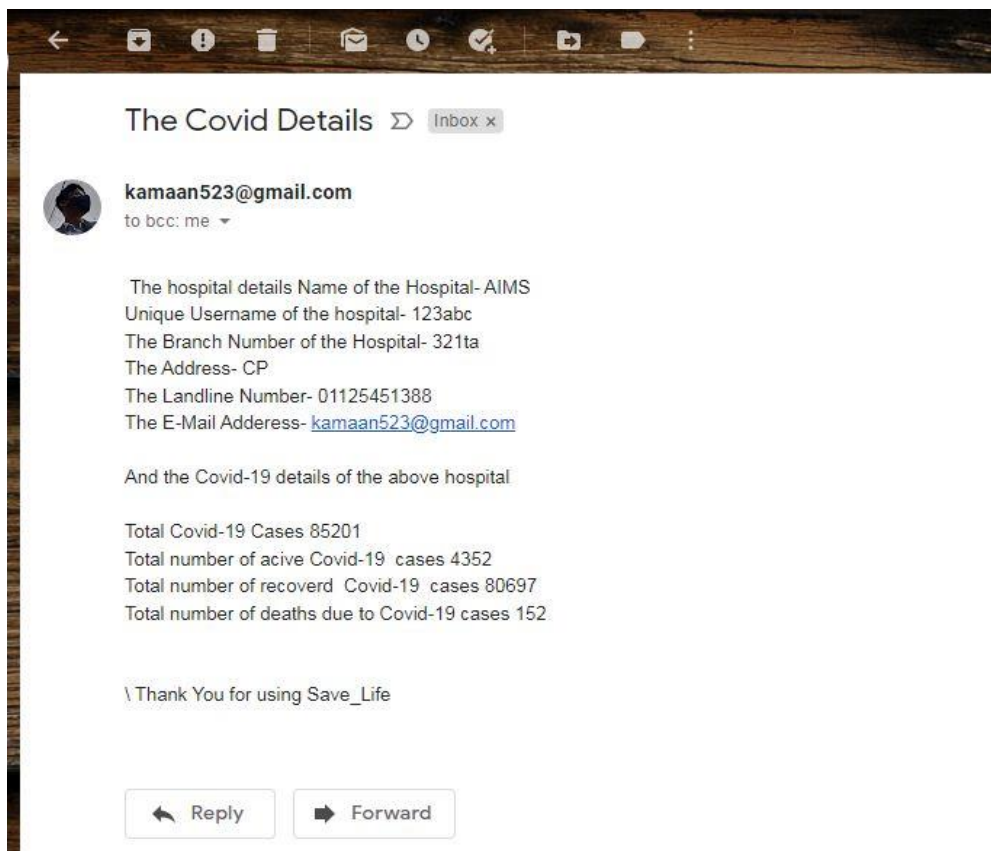 The Covid Details Inbox x
kamaan523@gmail.com
to bcc: me
The hospital details Name of the Hospital- AIMS
Unique Username of the hospital- 123abc
The Branch Number of the Hospital- 321ta
The Address- CP
The Landline Number- 01125451388
The E-Mail Adderess- kamaan523@gmail.com
And the Covid-19 details of the above hospital
Total Covid-19 Cases 85201
Total number of acive Covid-19 cases 4352
Total number of recoverd Covid-19 cases 80697
Total number of deaths due to Covid-19 cases 152
\ Thank You for using Save_Life
Reply Forward